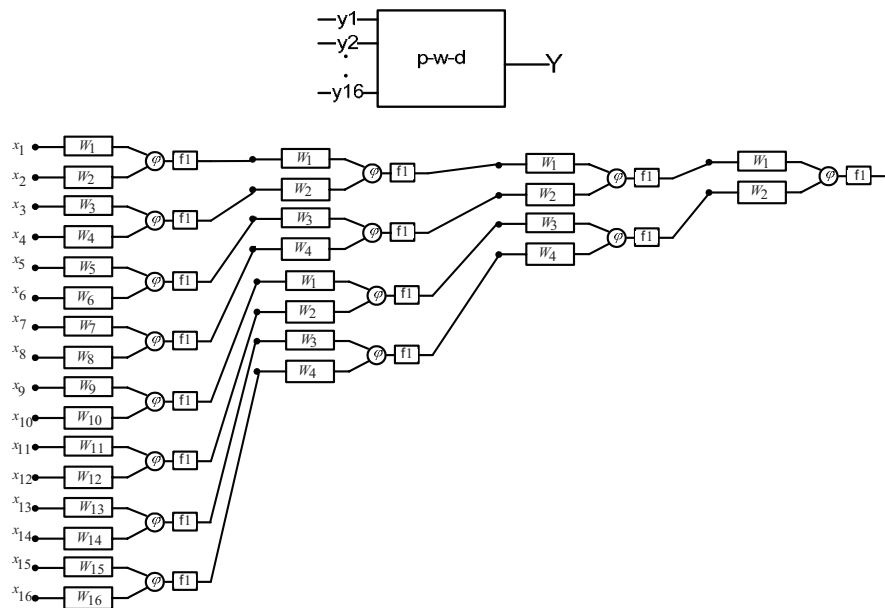 y1
y2
p-w-d
Y
y16
x1 W1 φ f1 W1 φ f1 W1 φ f1 W1 φ f1
x2 W2 W2 W2 W2
x3 W3 φ f1 W3 φ f1 W3 φ f1
x4 W4 W4 W4
x5 W5 φ f1 W1 φ f1
x6 W6 W2
x7 W7 φ f1 W3 φ f1
x8 W8 W4
x9 W9 φ f1
x10 W10
x11 W11 φ f1
x12 W12
x13 W13 φ f1
x14 W14
x15 W15 φ f1
x16 W16